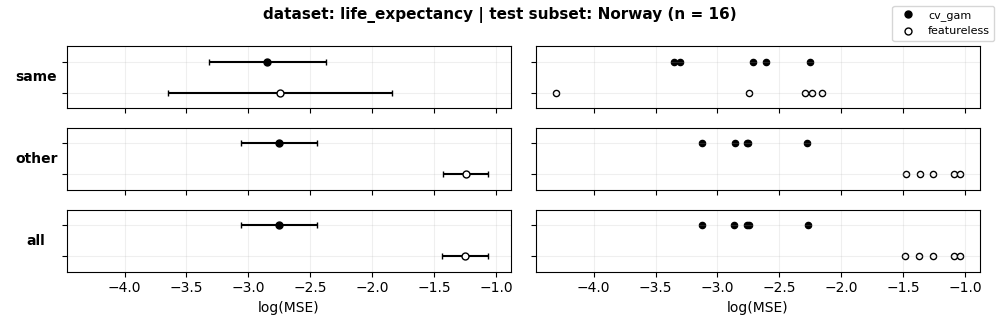 dataset: life_expectancy | test subset: Norway (n = 16)
cv_gam
featureless
same
other
all
−4.0 −3.5 −3.0 −2.5 −2.0 −1.5 −1.0
log(MSE)
−4.0 −3.5 −3.0 −2.5 −2.0 −1.5 −1.0
log(MSE)